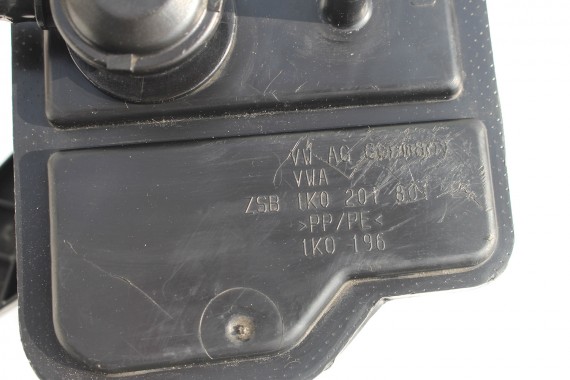 VW AG
VWA
ZSB 1K0 201 801
>PP/PE<
1K0 196